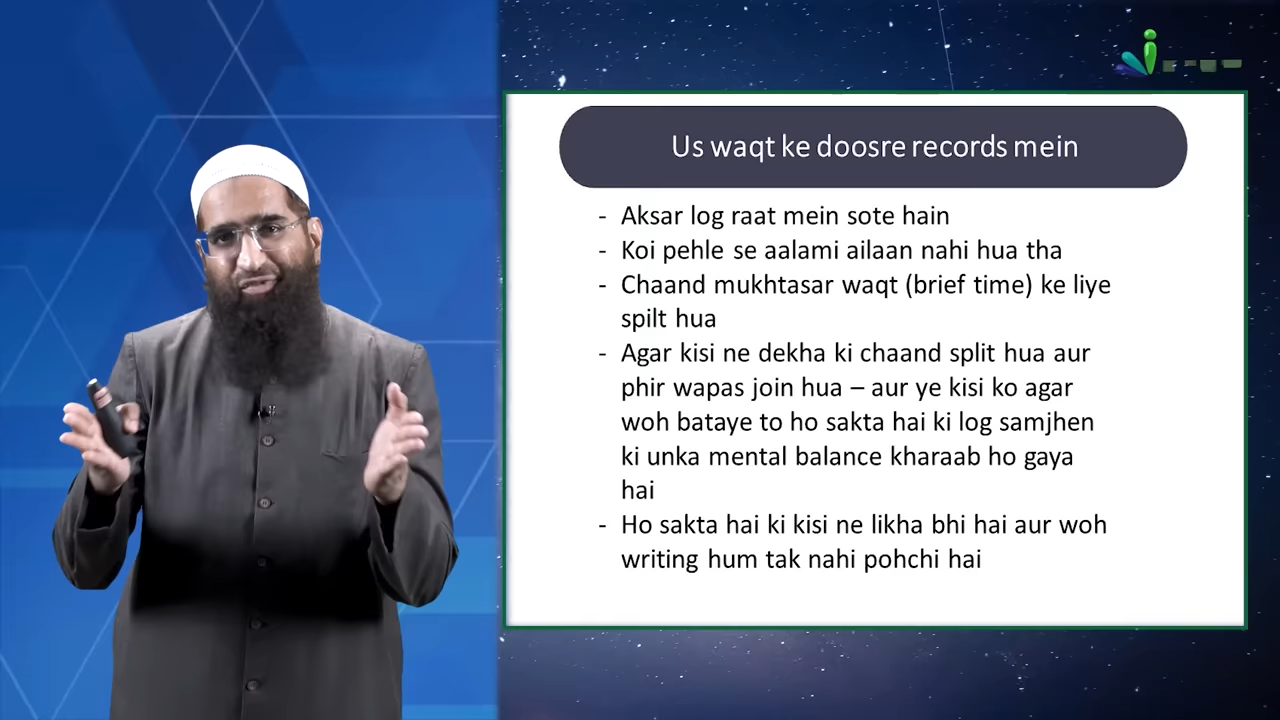 Us waqt ke doosre records mein
- Aksar log raat mein sote hain
- Koi pehle se aalami ailaan nahi hua tha
- Chaand mukhtasar waqt (brief time) ke liye
spilt hua
- Agar kisi ne dekha ki chaand split hua aur
phir wapas join hua – aur ye kisi ko agar
woh bataye to ho sakta hai ki log samjhen
ki unka mental balance kharaab ho gaya
hai
- Ho sakta hai ki kisi ne likha bhi hai aur woh
writing hum tak nahi pohchi hai